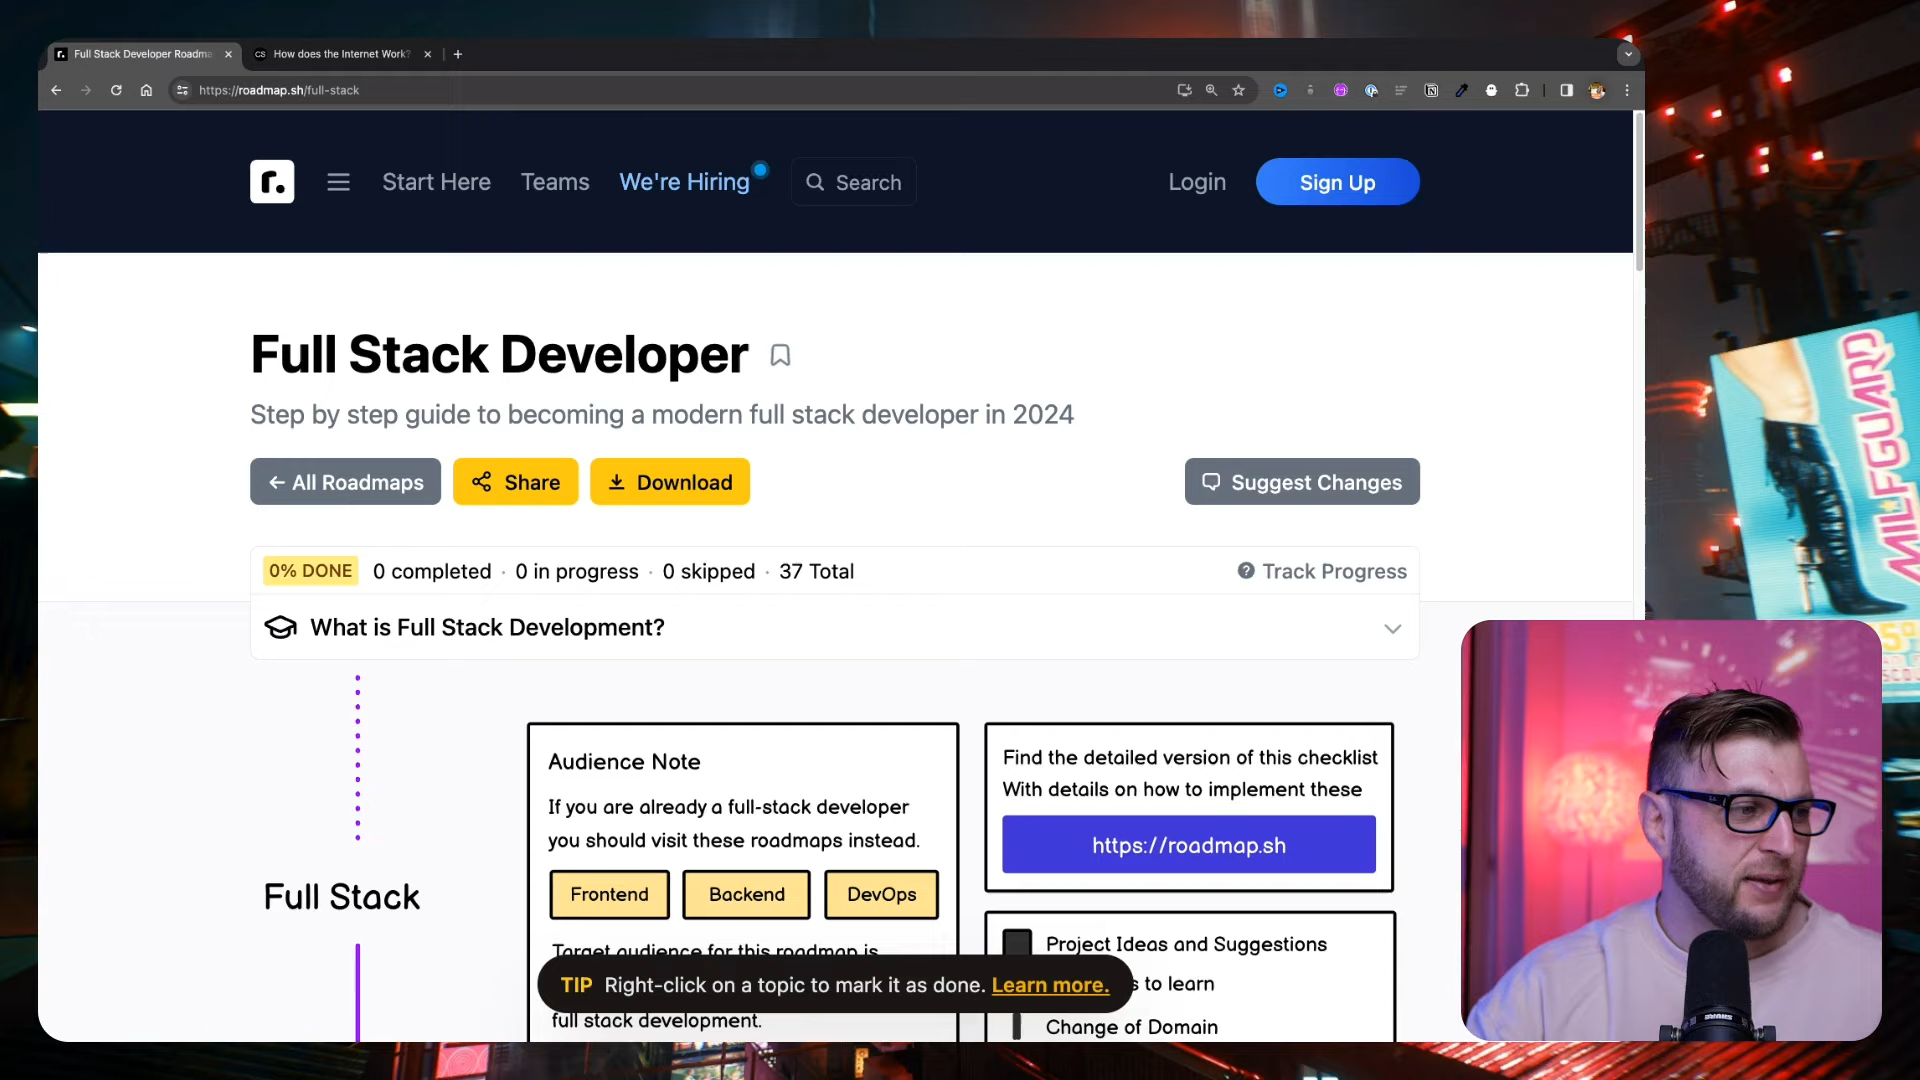 Full Stack Developer Roadma
How does the Internet Work?
https://roadmap.sh/full-stack
r.
Start Here
Teams
We're Hiring
Search
Login
Sign Up
Full Stack Developer
Step by step guide to becoming a modern full stack developer in 2024
All Roadmaps
Share
Download
Suggest Changes
0% DONE
0 completed · 0 in progress · 0 skipped · 37 Total
Track Progress
What is Full Stack Development?
Full Stack
Audience Note
If you are already a full-stack developer
you should visit these roadmaps instead.
Frontend
Backend
DevOps
Target audience for this roadmap is
full stack development.
Find the detailed version of this checklist
With details on how to implement these
https://roadmap.sh
Project Ideas and Suggestions
s to learn
Change of Domain
TIP Right-click on a topic to mark it as done. Learn more.
MILFGUARD